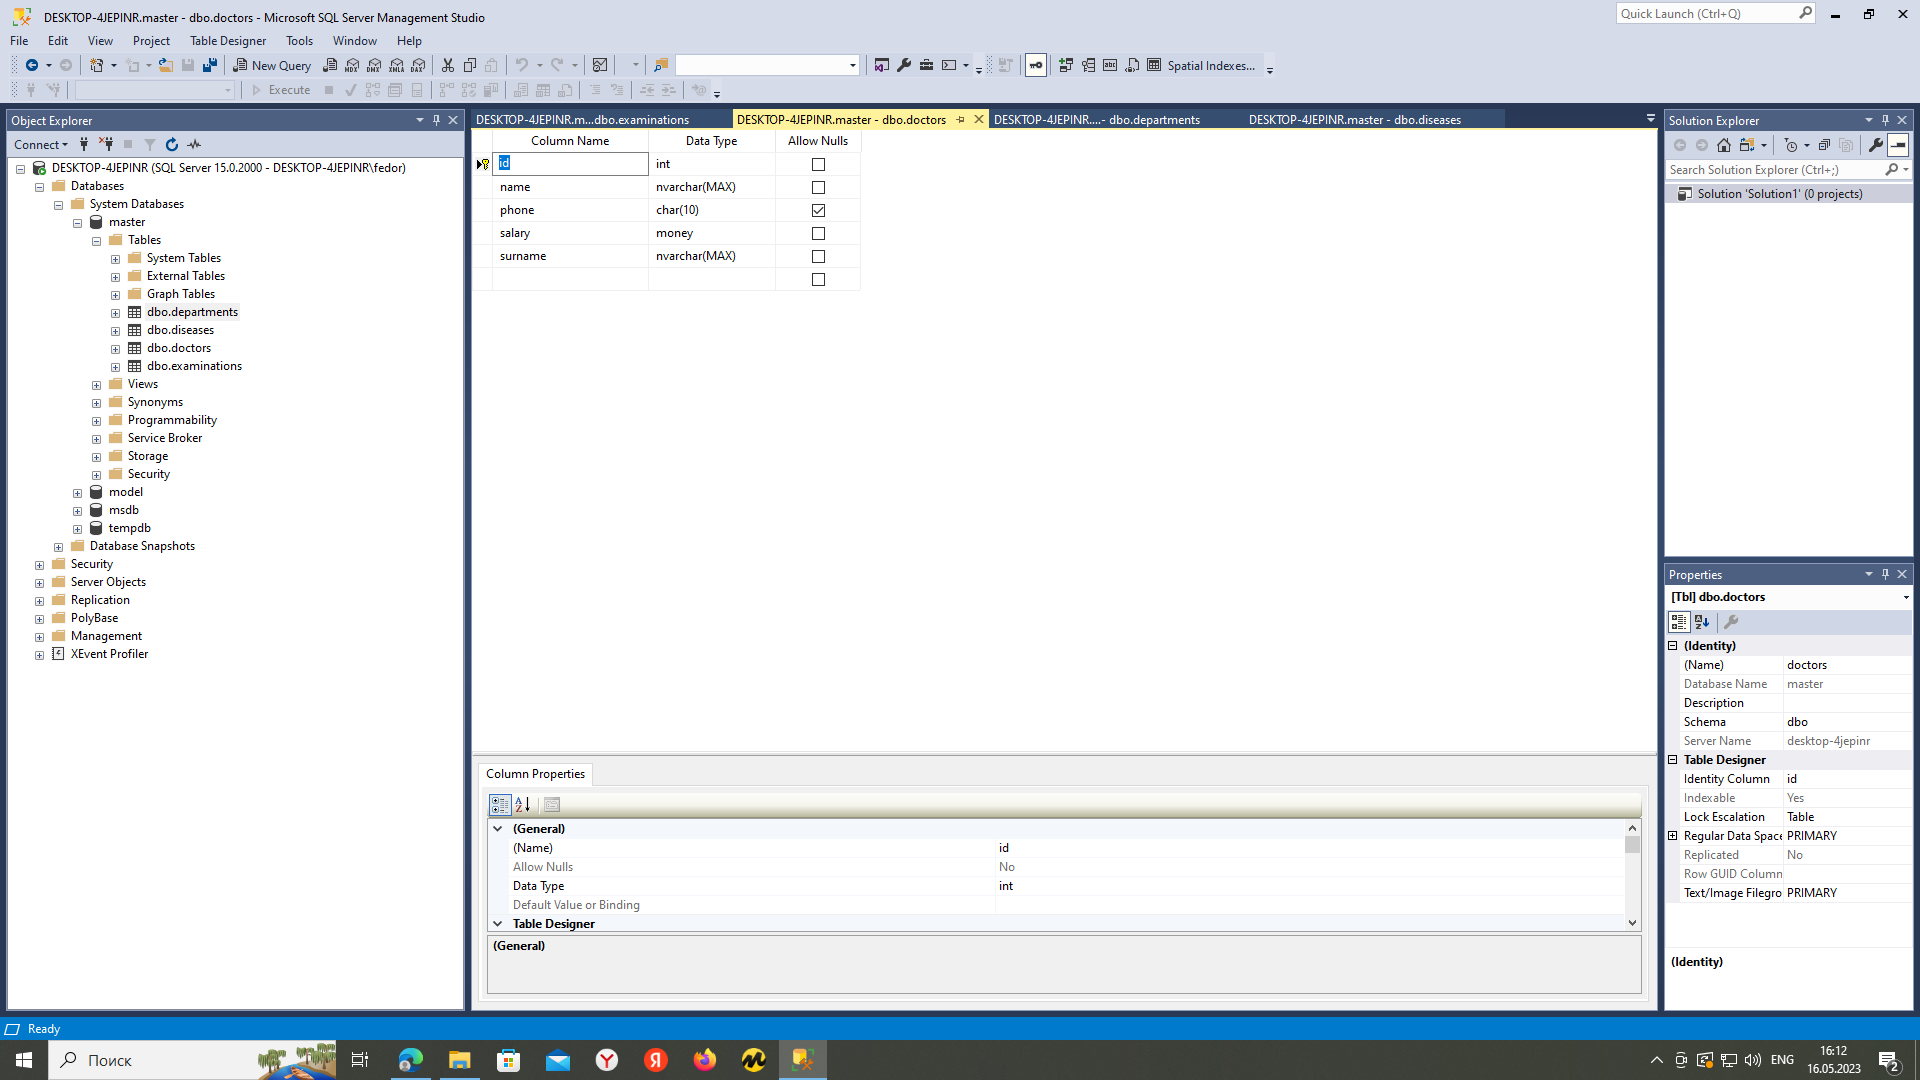 DESKTOP-4JEPINR.master - dbo.doctors - Microsoft SQL Server Management Studio
Quick Launch (Ctrl+Q)
File Edit View Project Table Designer Tools Window Help
New Query MDX DMX XMLA DAX Spatial Indexes...
Execute
Object Explorer
Connect
DESKTOP-4JEPINR (SQL Server 15.0.2000 - DESKTOP-4JEPINR\fedor)
Databases
System Databases
master
Tables
System Tables
External Tables
Graph Tables
dbo.departments
dbo.diseases
dbo.doctors
dbo.examinations
Views
Synonyms
Programmability
Service Broker
Storage
Security
model
msdb
tempdb
Database Snapshots
Security
Server Objects
Replication
PolyBase
Management
XEvent Profiler
DESKTOP-4JEPINR.m...dbo.examinations DESKTOP-4JEPINR.master - dbo.doctors DESKTOP-4JEPINR....- dbo.departments DESKTOP-4JEPINR.master - dbo.diseases
Column Name Data Type Allow Nulls
id int
name nvarchar(MAX)
phone char(10)
salary money
surname nvarchar(MAX)
Column Properties
(General)
(Name) id
Allow Nulls No
Data Type int
Default Value or Binding
Table Designer
(General)
Solution Explorer
Search Solution Explorer (Ctrl+;)
Solution 'Solution1' (0 projects)
Properties
[Tbl] dbo.doctors
(Identity)
(Name) doctors
Database Name master
Description
Schema dbo
Server Name desktop-4jepinr
Table Designer
Identity Column id
Indexable Yes
Lock Escalation Table
Regular Data Space PRIMARY
Replicated No
Row GUID Column
Text/Image Filegro PRIMARY
(Identity)
Ready
Поиск
ENG
16:12
16.05.2023
2